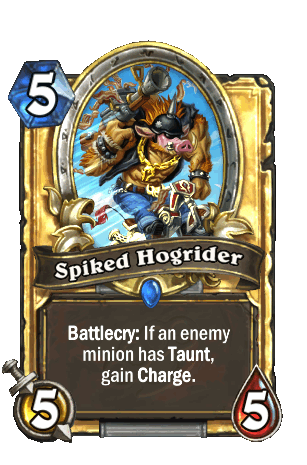 5
Spiked Hogrider
Battlecry: If an enemy
minion has Taunt,
gain Charge.
5
5